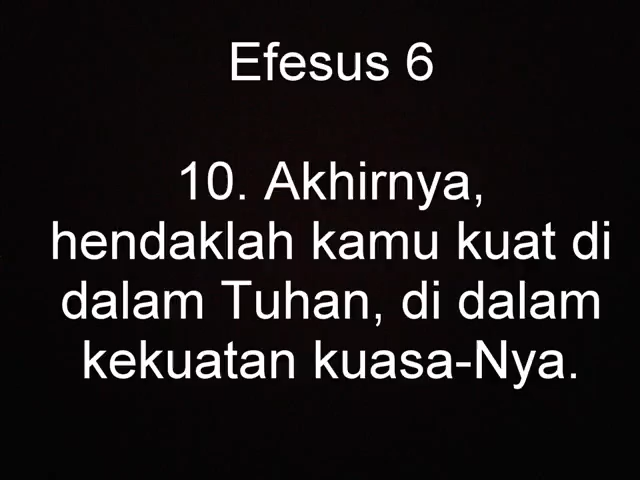 Efesus 6
10. Akhirnya,
hendaklah kamu kuat di
dalam Tuhan, di dalam
kekuatan kuasa-Nya.